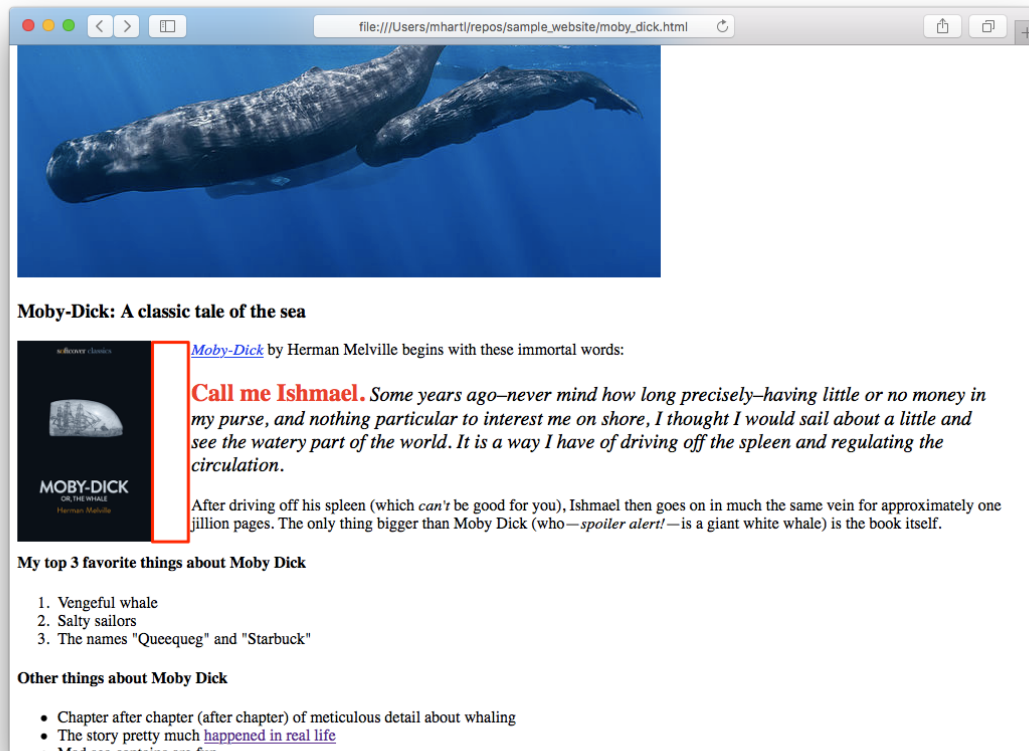 file:///Users/mhartl/repos/sample_website/moby_dick.html
Moby-Dick: A classic tale of the sea
softcover classics
MOBY-DICK
OR, THE WHALE
Herman Melville
Moby-Dick by Herman Melville begins with these immortal words:
Call me Ishmael. Some years ago–never mind how long precisely–having little or no money in
my purse, and nothing particular to interest me on shore, I thought I would sail about a little and
see the watery part of the world. It is a way I have of driving off the spleen and regulating the
circulation.
After driving off his spleen (which can't be good for you), Ishmael then goes on in much the same vein for approximately one
jillion pages. The only thing bigger than Moby Dick (who—spoiler alert!—is a giant white whale) is the book itself.
My top 3 favorite things about Moby Dick
1. Vengeful whale
2. Salty sailors
3. The names "Queequeg" and "Starbuck"
Other things about Moby Dick
• Chapter after chapter (after chapter) of meticulous detail about whaling
• The story pretty much happened in real life